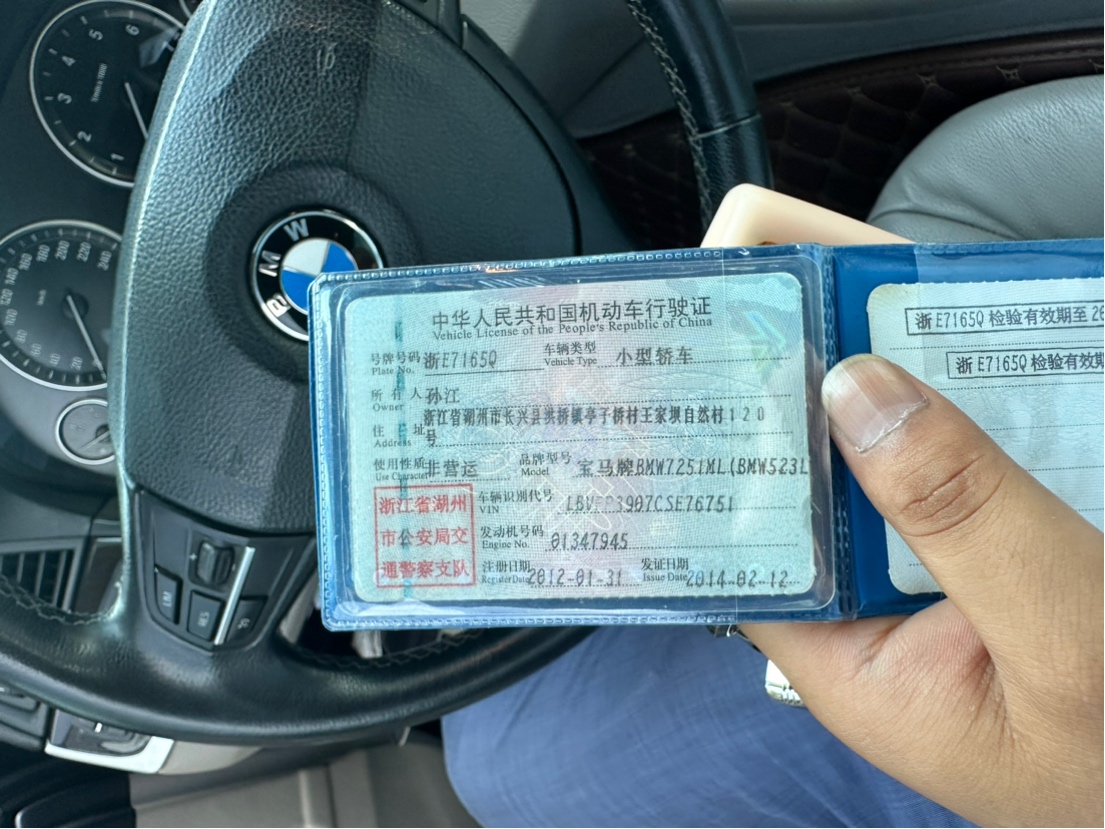 中华人民共和国机动车行驶证
Vehicle License of the People's Republic of China
号牌号码 浙E7165Q 车辆类型 小型轿车
Plate No. Vehicle Type
所有人 孙江
Owner
浙江省湖州市长兴县洪桥镇亭子桥村王家坝自然村120
住址 号
Address
使用性质 非营运 品牌型号 宝马牌BMW7251ML(BMW523L
Use Character Model
浙江省湖州
市公安局交
通警察支队
车辆识别代号
VIN
发动机号码 01347945
Engine No.
注册日期 2012-01-31 发证日期 2014-02-12
Register Date Issue Date
浙E7165Q 检验有效期至 20
浙E7165Q 检验有效期
BMW
1
2
3
4
5
6